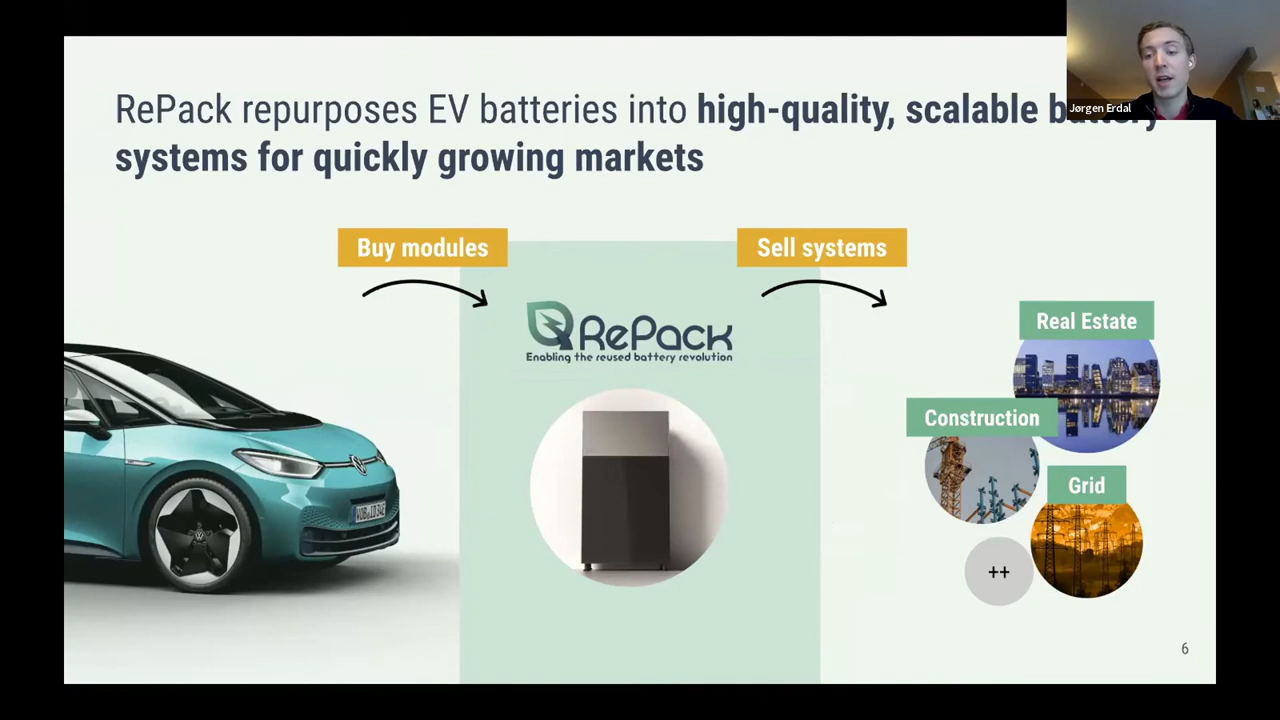 Jørgen Erdal
RePack repurposes EV batteries into high-quality, scalable battery
systems for quickly growing markets
Buy modules
Sell systems
RePack
Enabling the reused battery revolution
Real Estate
Construction
Grid
++
6